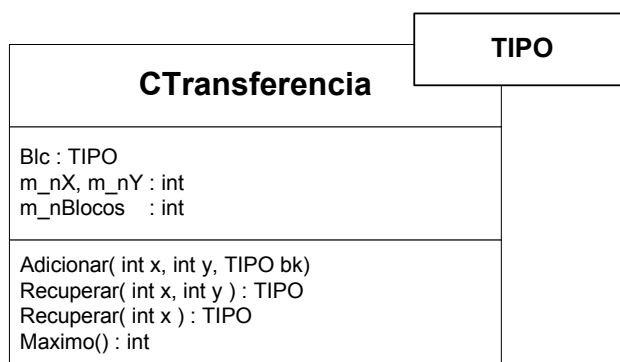 TIPO
CTransferencia
Blc : TIPO
m_nX, m_nY : int
m_nBlocos : int
Adicionar( int x, int y, TIPO bk)
Recuperar( int x, int y ) : TIPO
Recuperar( int x ) : TIPO
Maximo() : int